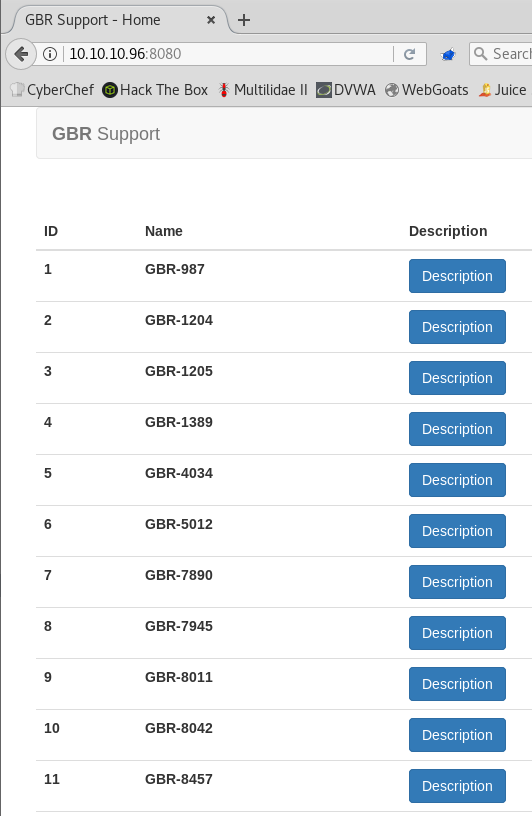 GBR Support - Home
10.10.10.96:8080
Search
CyberChef Hack The Box Multilidae II DVWA WebGoats Juice
GBR Support
ID Name Description
1 GBR-987 Description
2 GBR-1204 Description
3 GBR-1205 Description
4 GBR-1389 Description
5 GBR-4034 Description
6 GBR-5012 Description
7 GBR-7890 Description
8 GBR-7945 Description
9 GBR-8011 Description
10 GBR-8042 Description
11 GBR-8457 Description